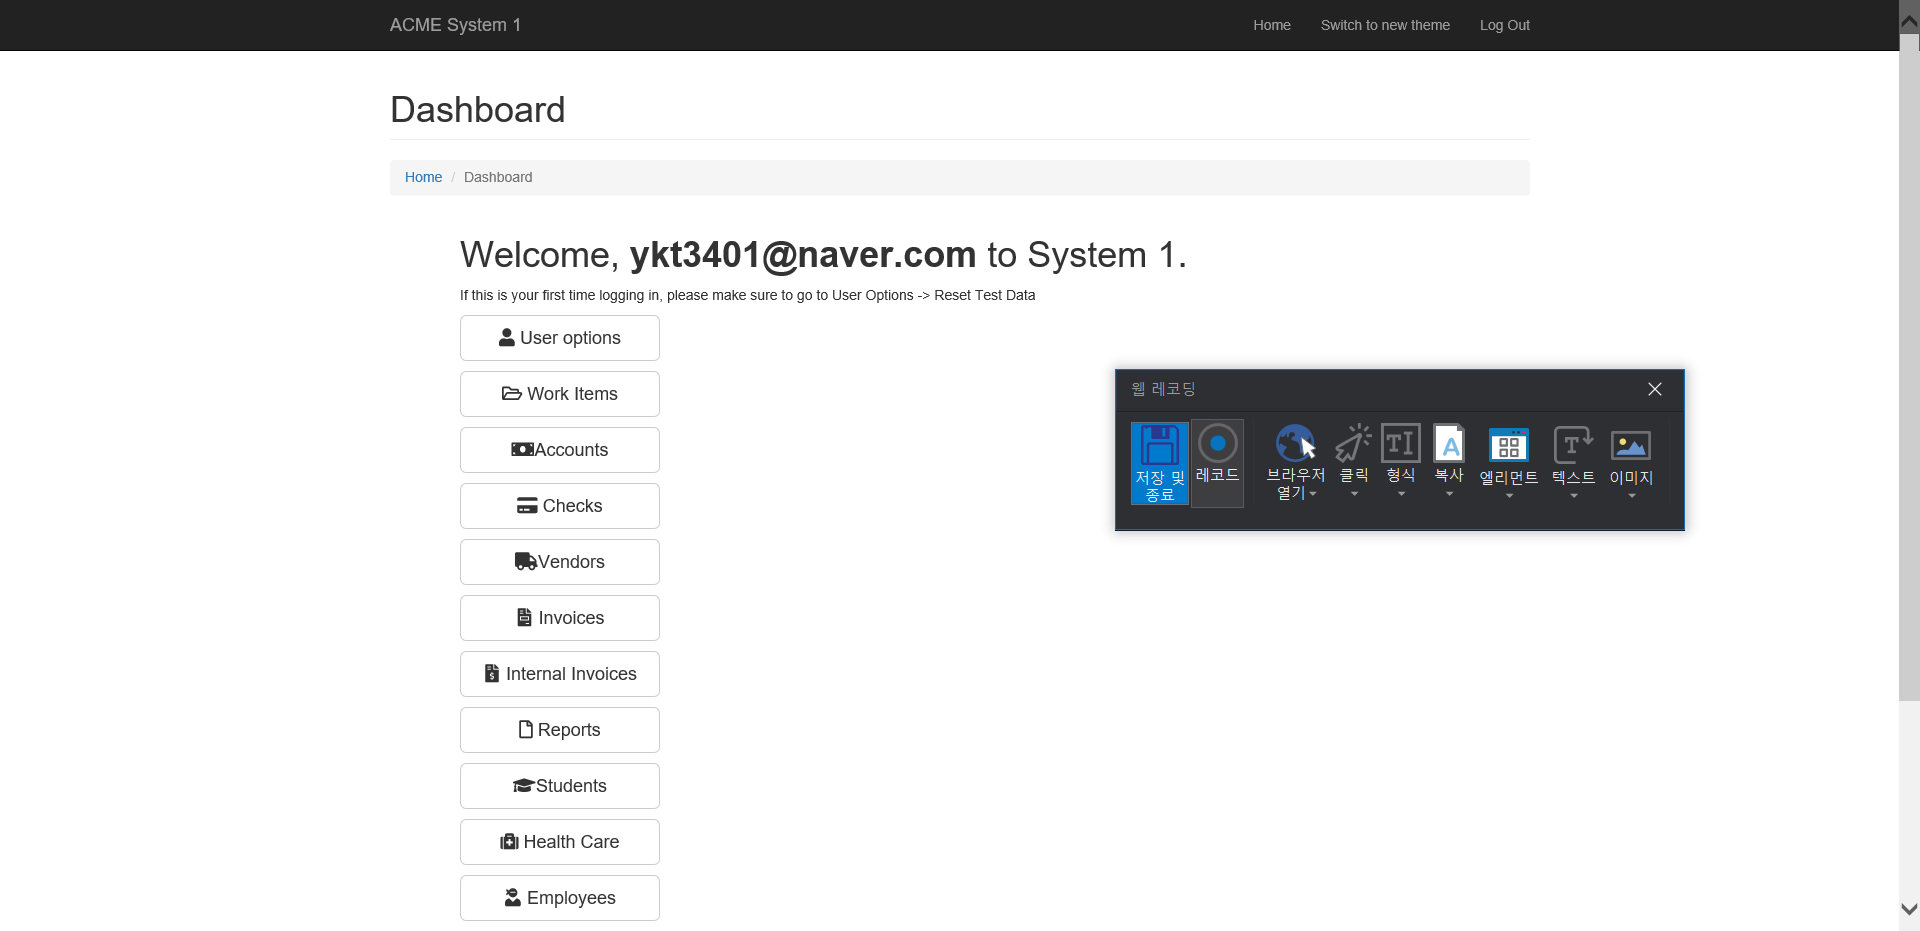 ACME System 1
Home
Switch to new theme
Log Out
Dashboard
Home / Dashboard
Welcome, ykt3401@naver.com to System 1.
If this is your first time logging in, please make sure to go to User Options -> Reset Test Data
User options
Work Items
Accounts
Checks
Vendors
Invoices
Internal Invoices
Reports
Students
Health Care
Employees
웹 레코딩
저장 및
종료
레코드
브라우저
열기
클릭
형식
복사
엘리먼트
텍스트
이미지